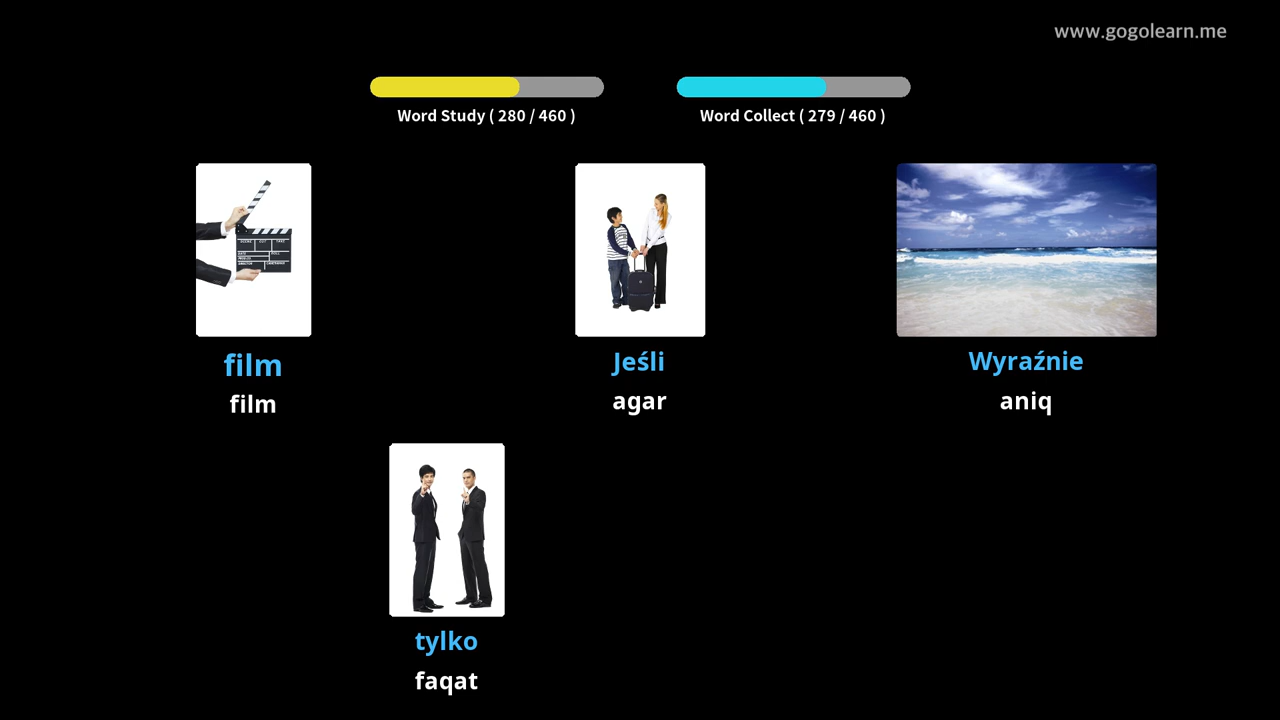 www.gogolearn.me
Word Study ( 280 / 460 )
Word Collect ( 279 / 460 )
film
film
Jeśli
agar
Wyraźnie
aniq
tylko
faqat